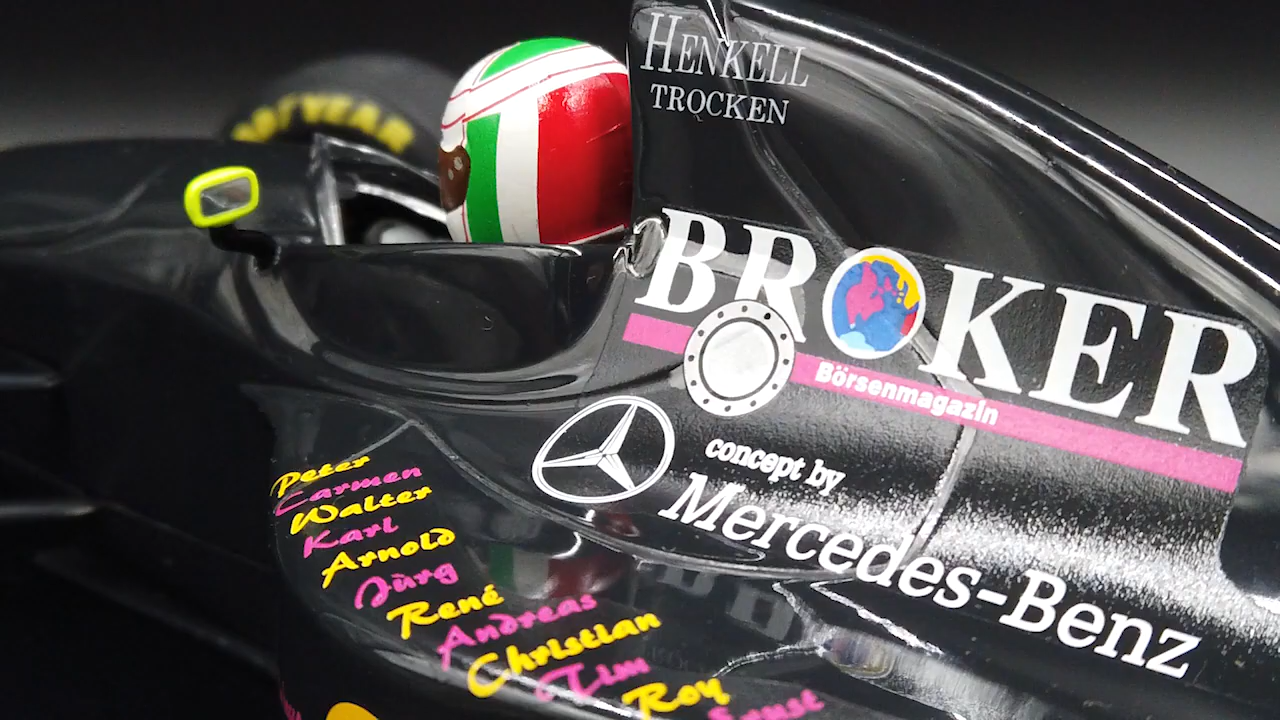 HENKELL
TROCKEN
BROKER
Börsenmagazin
concept by
Mercedes-Benz
Peter
Carmen
Walter
Karl
Arnold
Jürg
René
Andreas
Christian
Tim
Roy